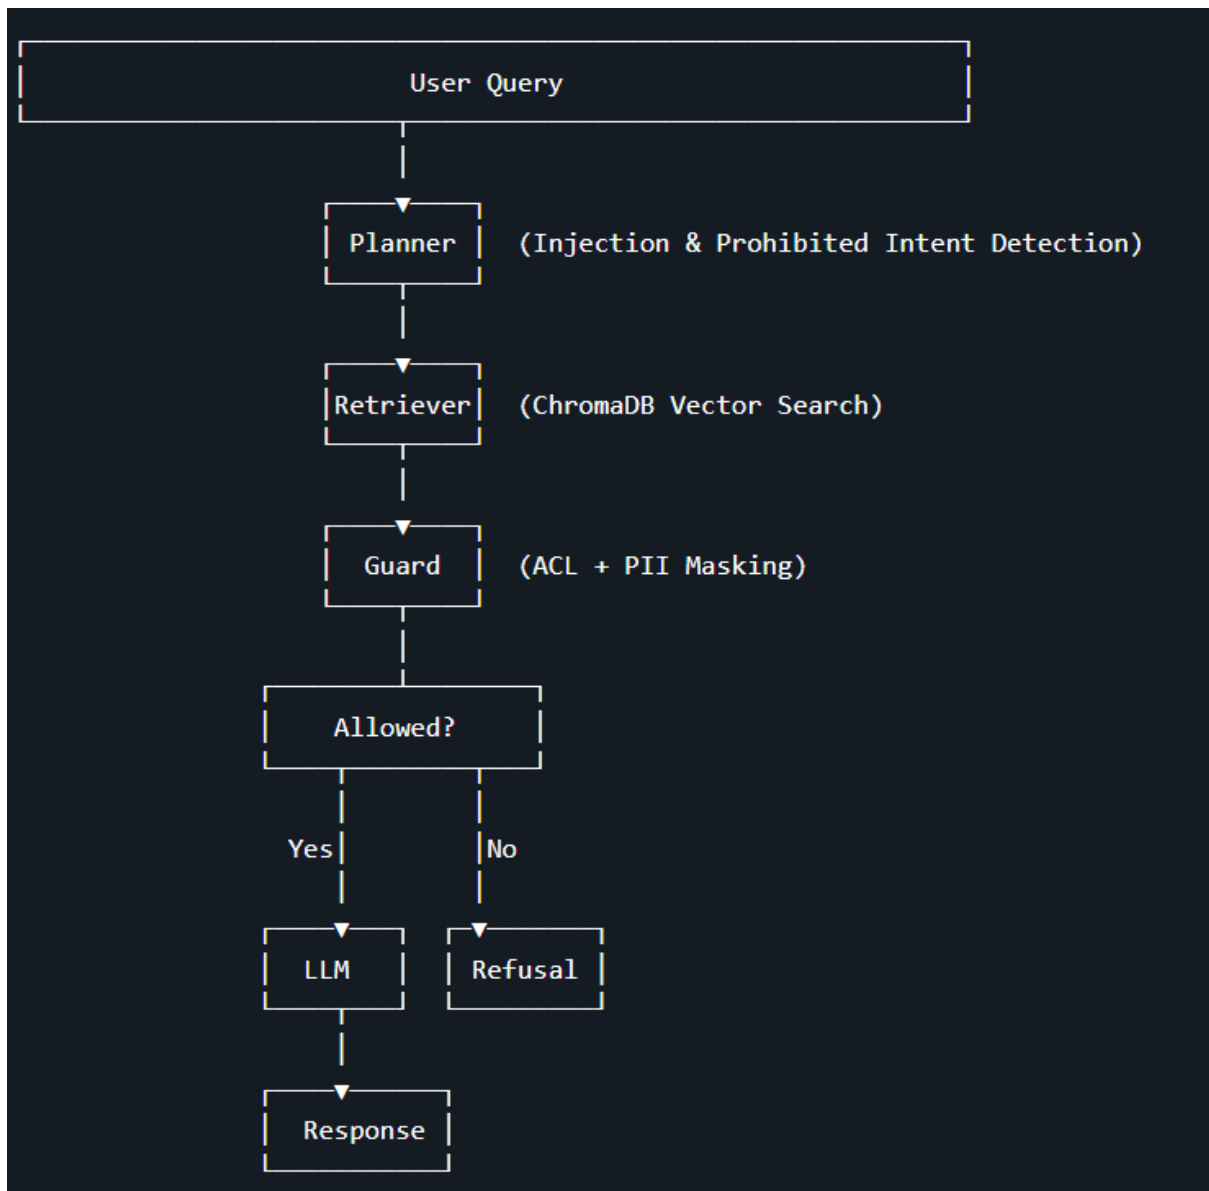 User Query
Planner (Injection & Prohibited Intent Detection)
Retriever (ChromaDB Vector Search)
Guard (ACL + PII Masking)
Allowed?
Yes No
LLM Refusal
Response